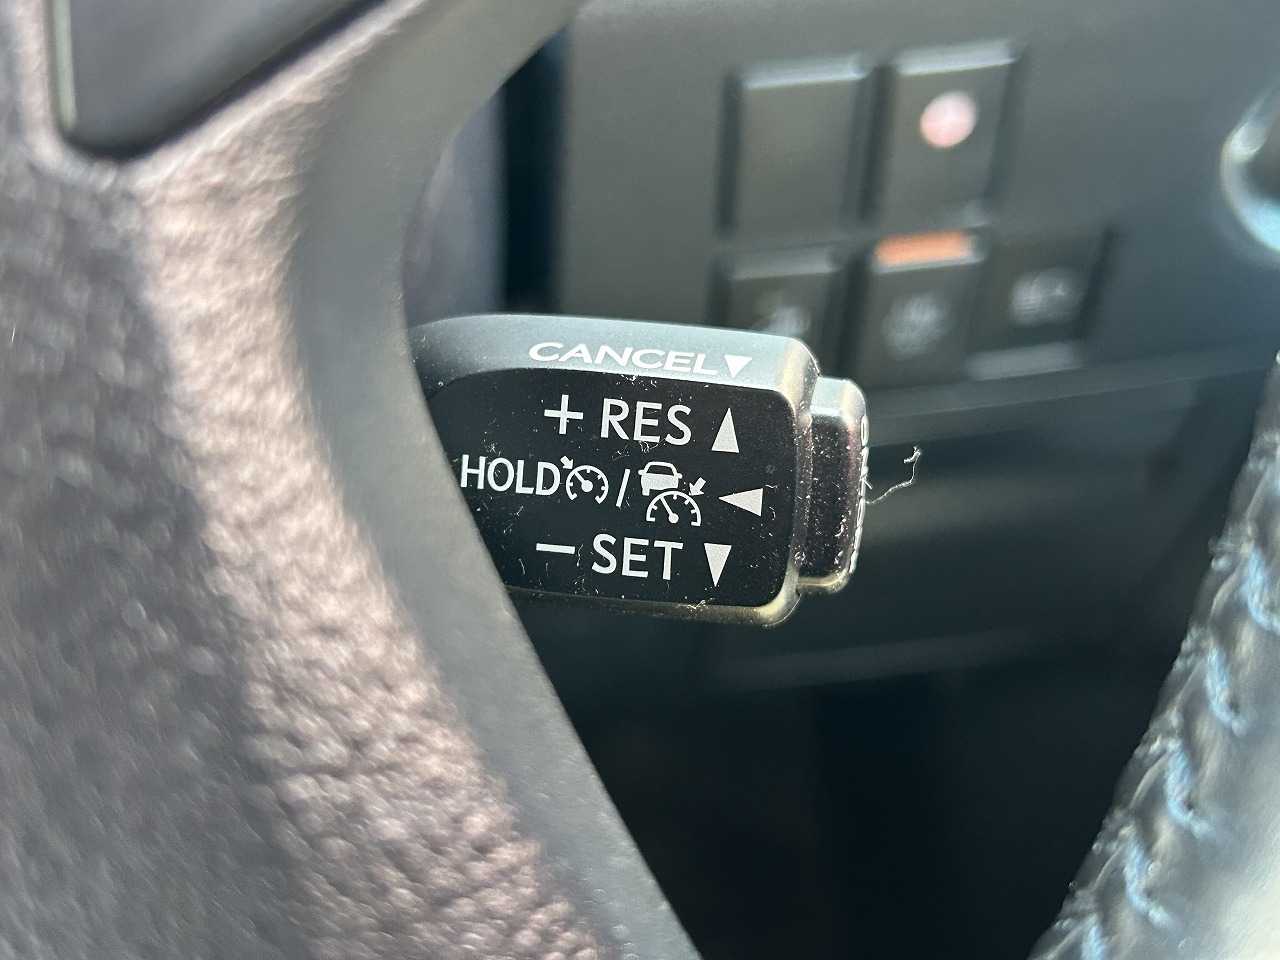 CANCEL▼
+ RES ▲
HOLD / ◀
− SET ▼